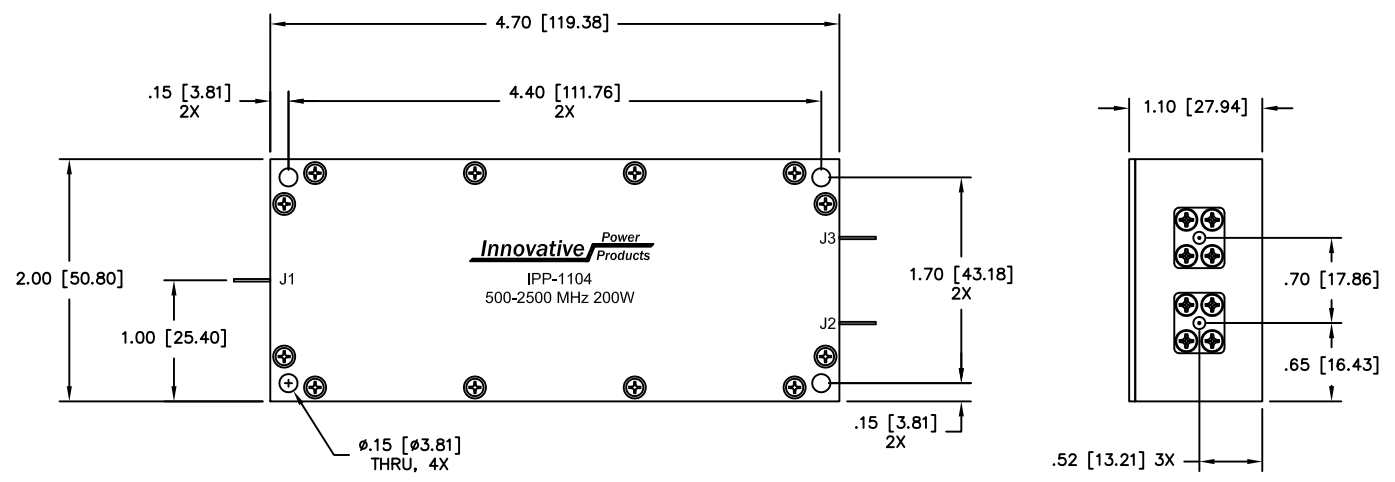 4.70 [119.38]
.15 [3.81]
2X
4.40 [111.76]
2X
1.10 [27.94]
2.00 [50.80]
1.00 [25.40]
J1
Innovative Power Products
IPP-1104
500-2500 MHz 200W
J3
J2
1.70 [43.18]
2X
.70 [17.86]
.65 [16.43]
.15 [3.81]
2X
ø.15 [ø3.81]
THRU, 4X
.52 [13.21] 3X